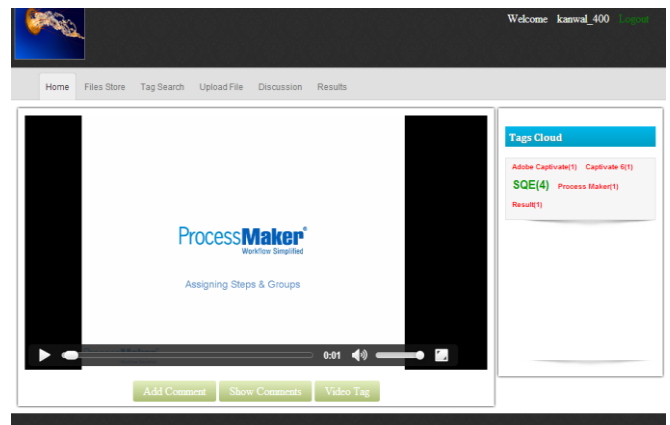 Welcome kanwal_400 Logout
Home Files Store Tag Search Upload File Discussion Results
ProcessMaker®
Workflow Simplified
Assigning Steps & Groups
0:01
Add Comment Show Comments Video Tag
Tags Cloud
Adobe Captivate(1) Captivate 6(1)
SQE(4) Process Maker(1)
Result(1)